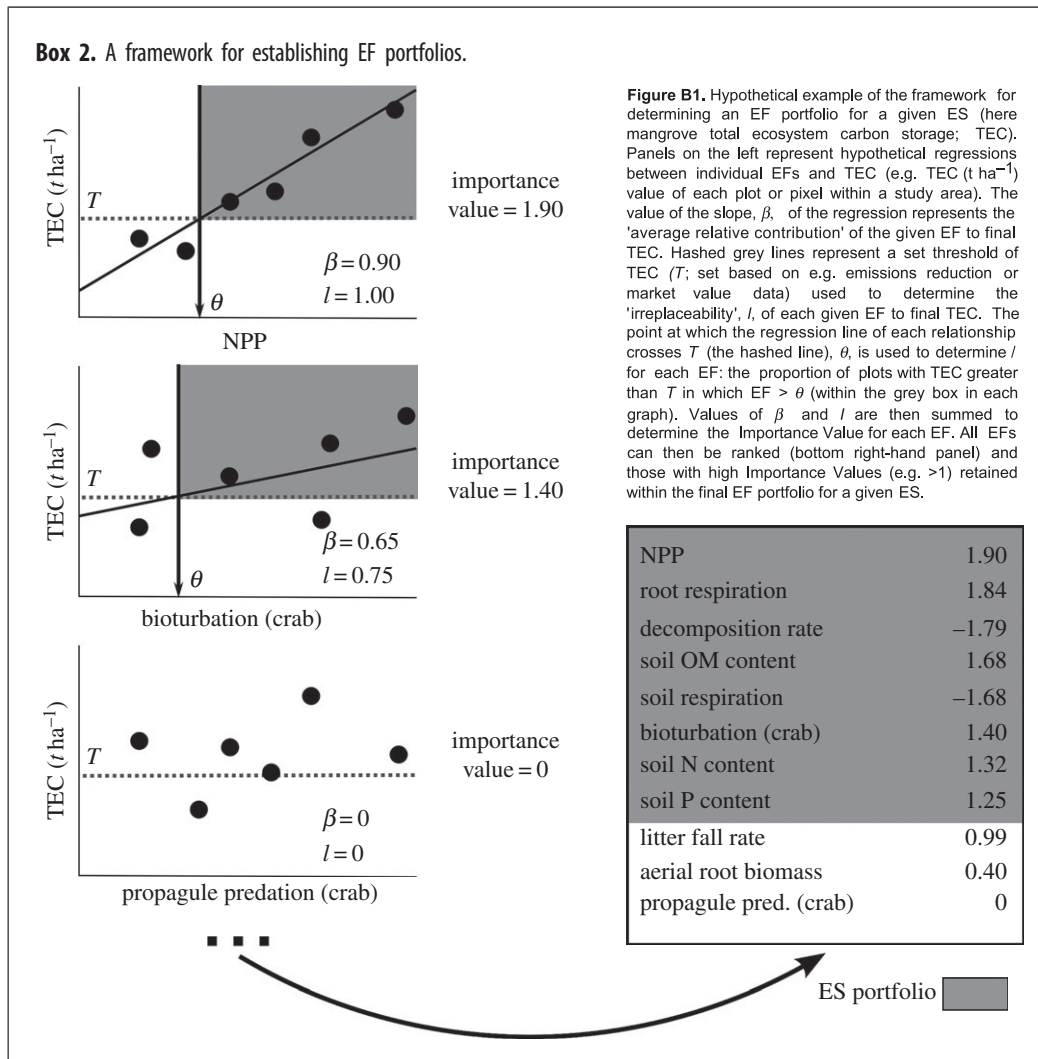 Box 2. A framework for establishing EF portfolios.
TEC (t ha⁻¹)
T
θ
β = 0.90
l = 1.00
NPP
importance
value = 1.90
TEC (t ha⁻¹)
T
θ
β = 0.65
l = 0.75
bioturbation (crab)
importance
value = 1.40
TEC (t ha⁻¹)
T
β = 0
l = 0
propagule predation (crab)
importance
value = 0
Figure B1. Hypothetical example of the framework for
determining an EF portfolio for a given ES (here
mangrove total ecosystem carbon storage; TEC).
Panels on the left represent hypothetical regressions
between individual EFs and TEC (e.g. TEC (t ha⁻¹)
value of each plot or pixel within a study area). The
value of the slope, β, of the regression represents the
'average relative contribution' of the given EF to final
TEC. Hashed grey lines represent a set threshold of
TEC (T; set based on e.g. emissions reduction or
market value data) used to determine the
'irreplaceability', I, of each given EF to final TEC. The
point at which the regression line of each relationship
crosses T (the hashed line), θ, is used to determine I
for each EF: the proportion of plots with TEC greater
than T in which EF > θ (within the grey box in each
graph). Values of β and I are then summed to
determine the Importance Value for each EF. All EFs
can then be ranked (bottom right-hand panel) and
those with high Importance Values (e.g. >1) retained
within the final EF portfolio for a given ES.
NPP 1.90
root respiration 1.84
decomposition rate –1.79
soil OM content 1.68
soil respiration –1.68
bioturbation (crab) 1.40
soil N content 1.32
soil P content 1.25
litter fall rate 0.99
aerial root biomass 0.40
propagule pred. (crab) 0
ES portfolio